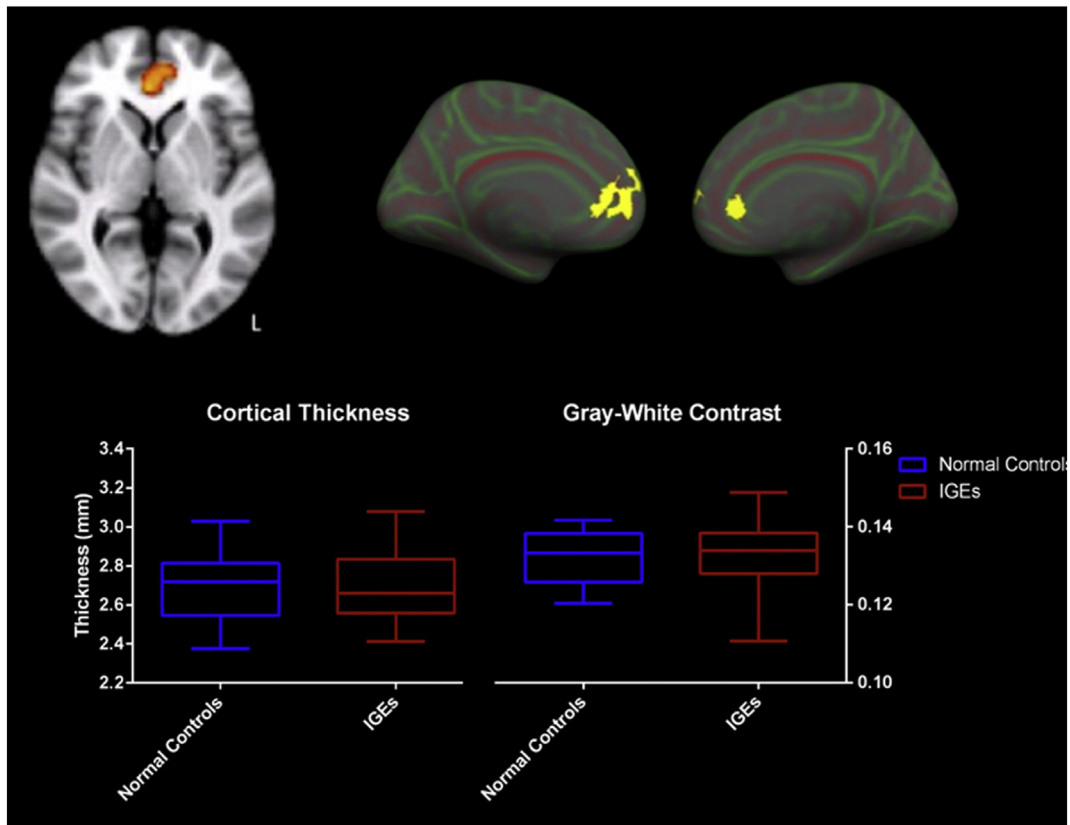 L
Cortical Thickness
Gray-White Contrast
Thickness (mm)
3.4
3.2
3.0
2.8
2.6
2.4
2.2
0.16
0.14
0.12
0.10
Normal Controls
IGEs
Normal Controls
IGEs
Normal Controls
IGEs